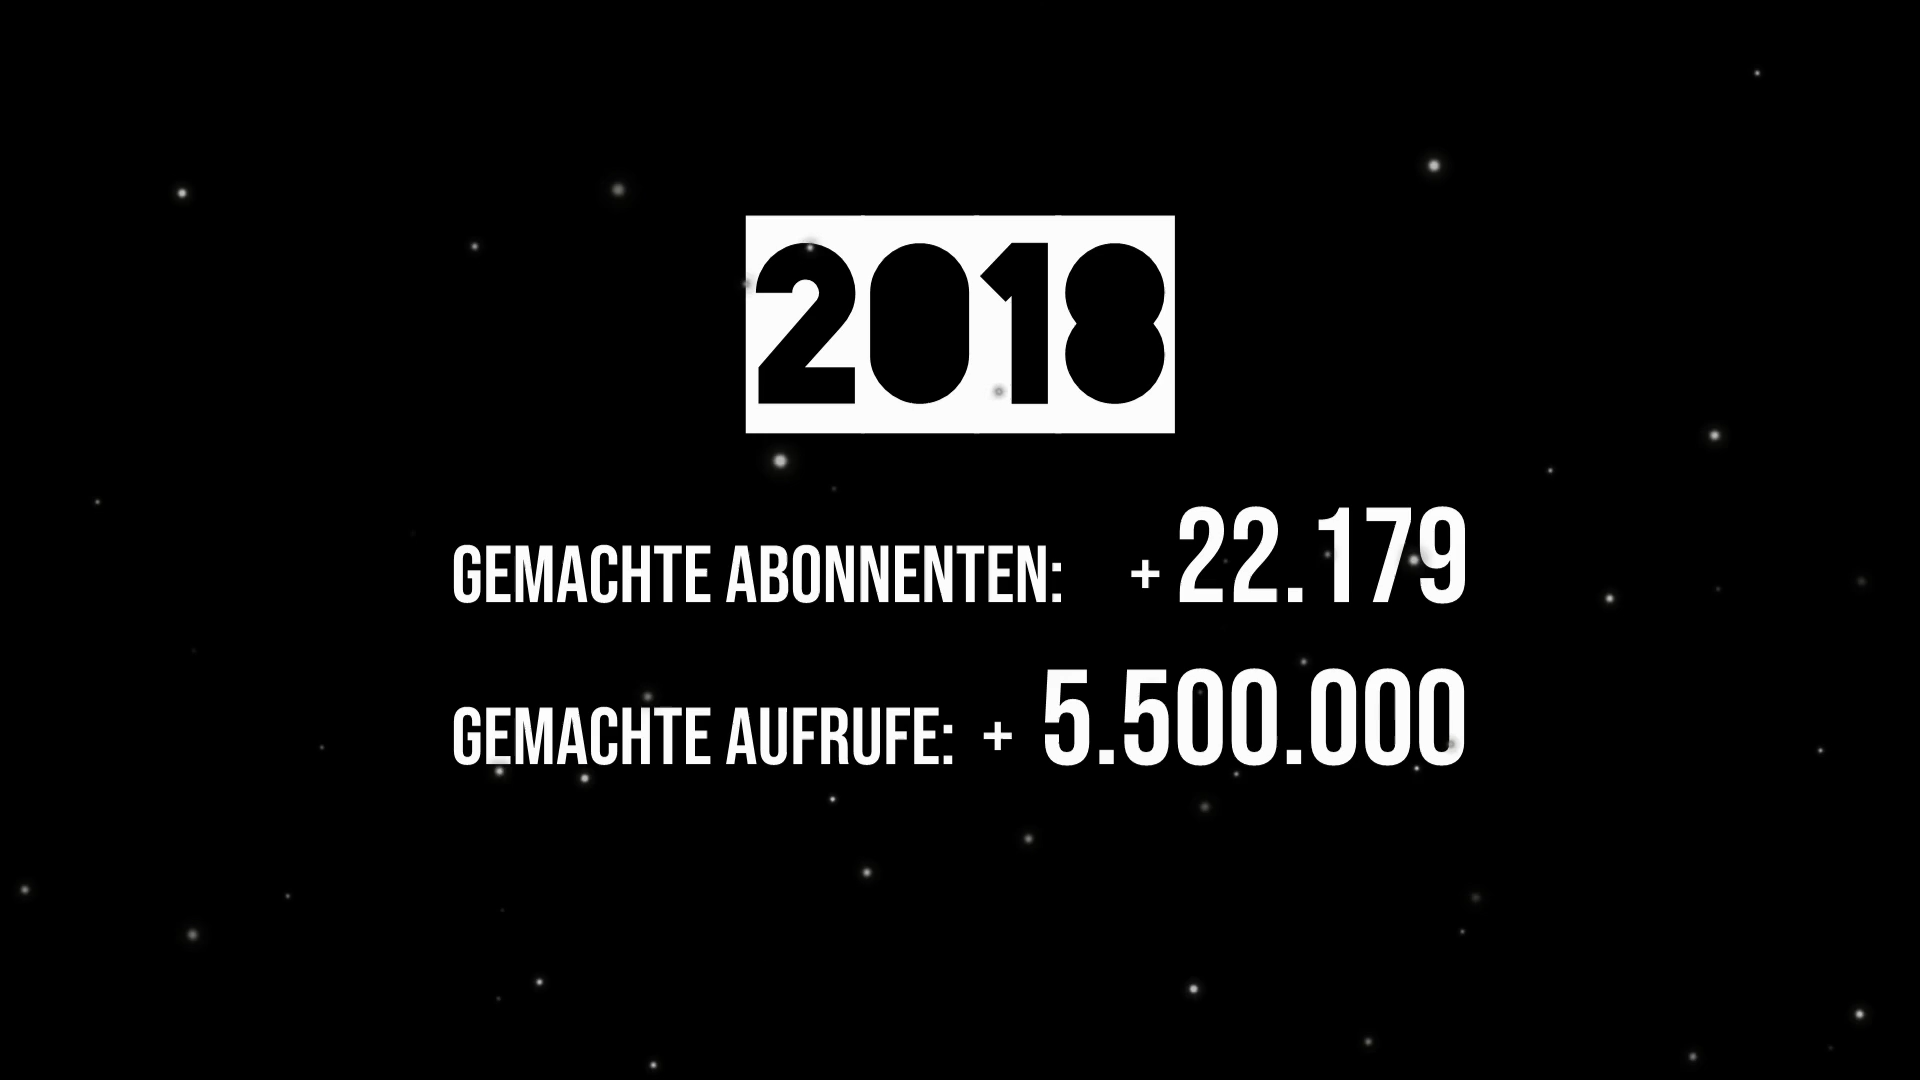 2018
GEMACHTE ABONNENTEN: + 22.179
GEMACHTE AUFRUFE: + 5.500.000